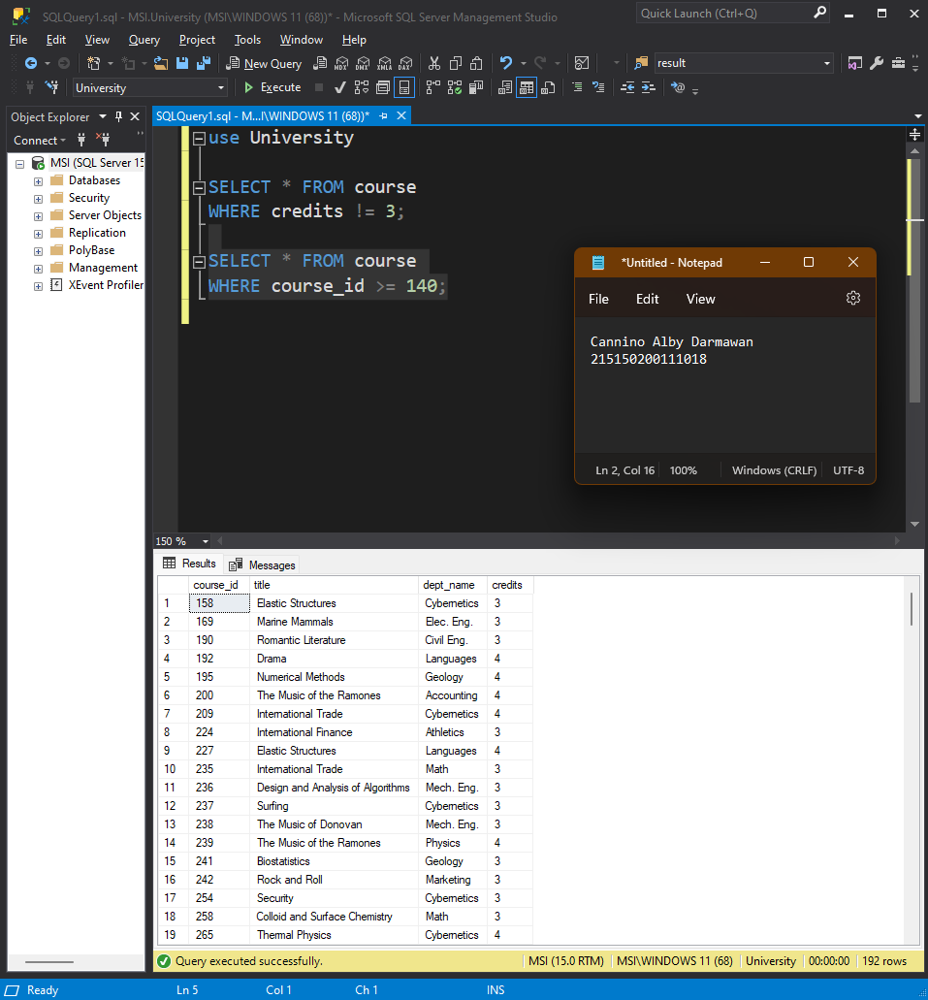 SQLQuery1.sql - MSI.University (MSI\WINDOWS 11 (68))* - Microsoft SQL Server Management Studio
Quick Launch (Ctrl+Q)
File Edit View Query Project Tools Window Help
New Query MDX DMX XMLA DAX result
University Execute
Object Explorer
Connect
MSI (SQL Server 15
Databases
Security
Server Objects
Replication
PolyBase
Management
XEvent Profiler
SQLQuery1.sql - M...I\WINDOWS 11 (68))*
use University
SELECT * FROM course
WHERE credits != 3;
SELECT * FROM course
WHERE course_id >= 140;
*Untitled - Notepad
File Edit View
Cannino Alby Darmawan
215150200111018
Ln 2, Col 16 100% Windows (CRLF) UTF-8
150 %
Results Messages
course_id title dept_name credits
1 158 Elastic Structures Cybernetics 3
2 169 Marine Mammals Elec. Eng. 3
3 190 Romantic Literature Civil Eng. 3
4 192 Drama Languages 4
5 195 Numerical Methods Geology 4
6 200 The Music of the Ramones Accounting 4
7 209 International Trade Cybernetics 4
8 224 International Finance Athletics 3
9 227 Elastic Structures Languages 4
10 235 International Trade Math 3
11 236 Design and Analysis of Algorithms Mech. Eng. 3
12 237 Surfing Cybernetics 3
13 238 The Music of Donovan Mech. Eng. 3
14 239 The Music of the Ramones Physics 4
15 241 Biostatistics Geology 3
16 242 Rock and Roll Marketing 3
17 254 Security Cybernetics 3
18 258 Colloid and Surface Chemistry Math 3
19 265 Thermal Physics Cybernetics 4
Query executed successfully. MSI (15.0 RTM) MSI\WINDOWS 11 (68) University 00:00:00 192 rows
Ready Ln 5 Col 1 Ch 1 INS